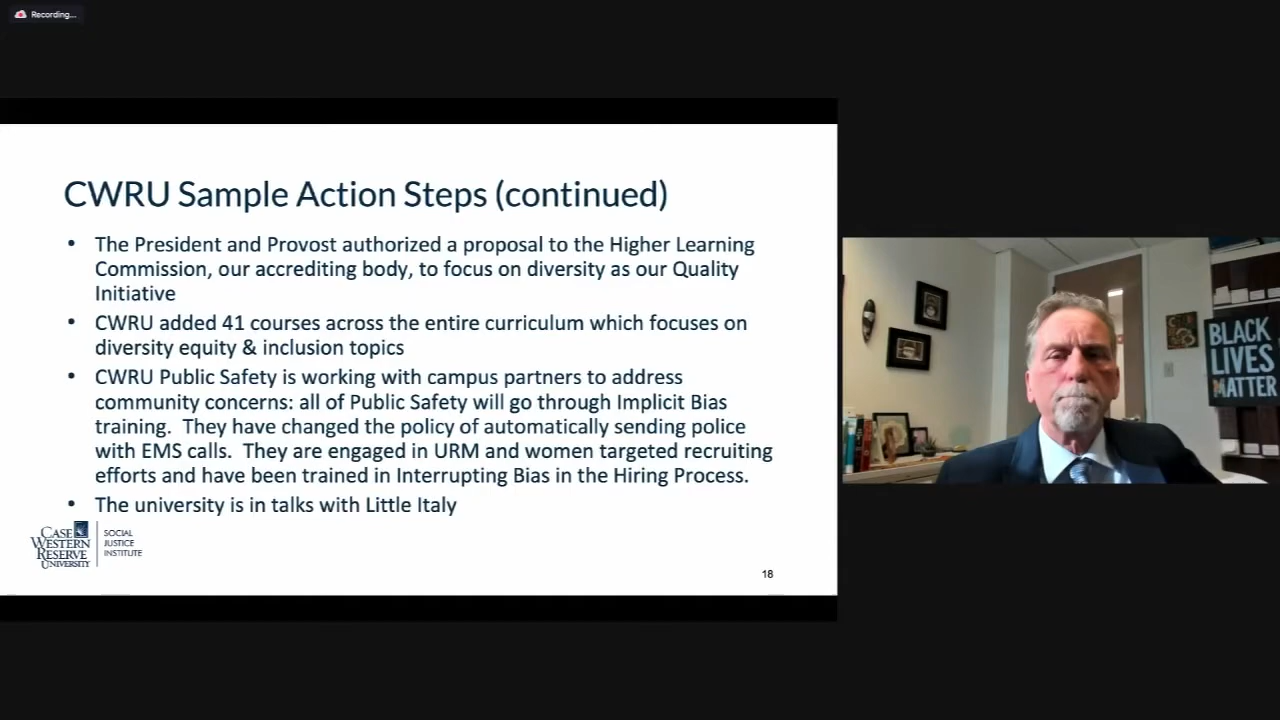 Recording...
CWRU Sample Action Steps (continued)
• The President and Provost authorized a proposal to the Higher Learning
Commission, our accrediting body, to focus on diversity as our Quality
Initiative
• CWRU added 41 courses across the entire curriculum which focuses on
diversity equity & inclusion topics
• CWRU Public Safety is working with campus partners to address
community concerns: all of Public Safety will go through Implicit Bias
training.  They have changed the policy of automatically sending police
with EMS calls.  They are engaged in URM and women targeted recruiting
efforts and have been trained in Interrupting Bias in the Hiring Process.
• The university is in talks with Little Italy
CASE
WESTERN
RESERVE
UNIVERSITY
SOCIAL
JUSTICE
INSTITUTE
18
BLACK
LIVES
MATTER